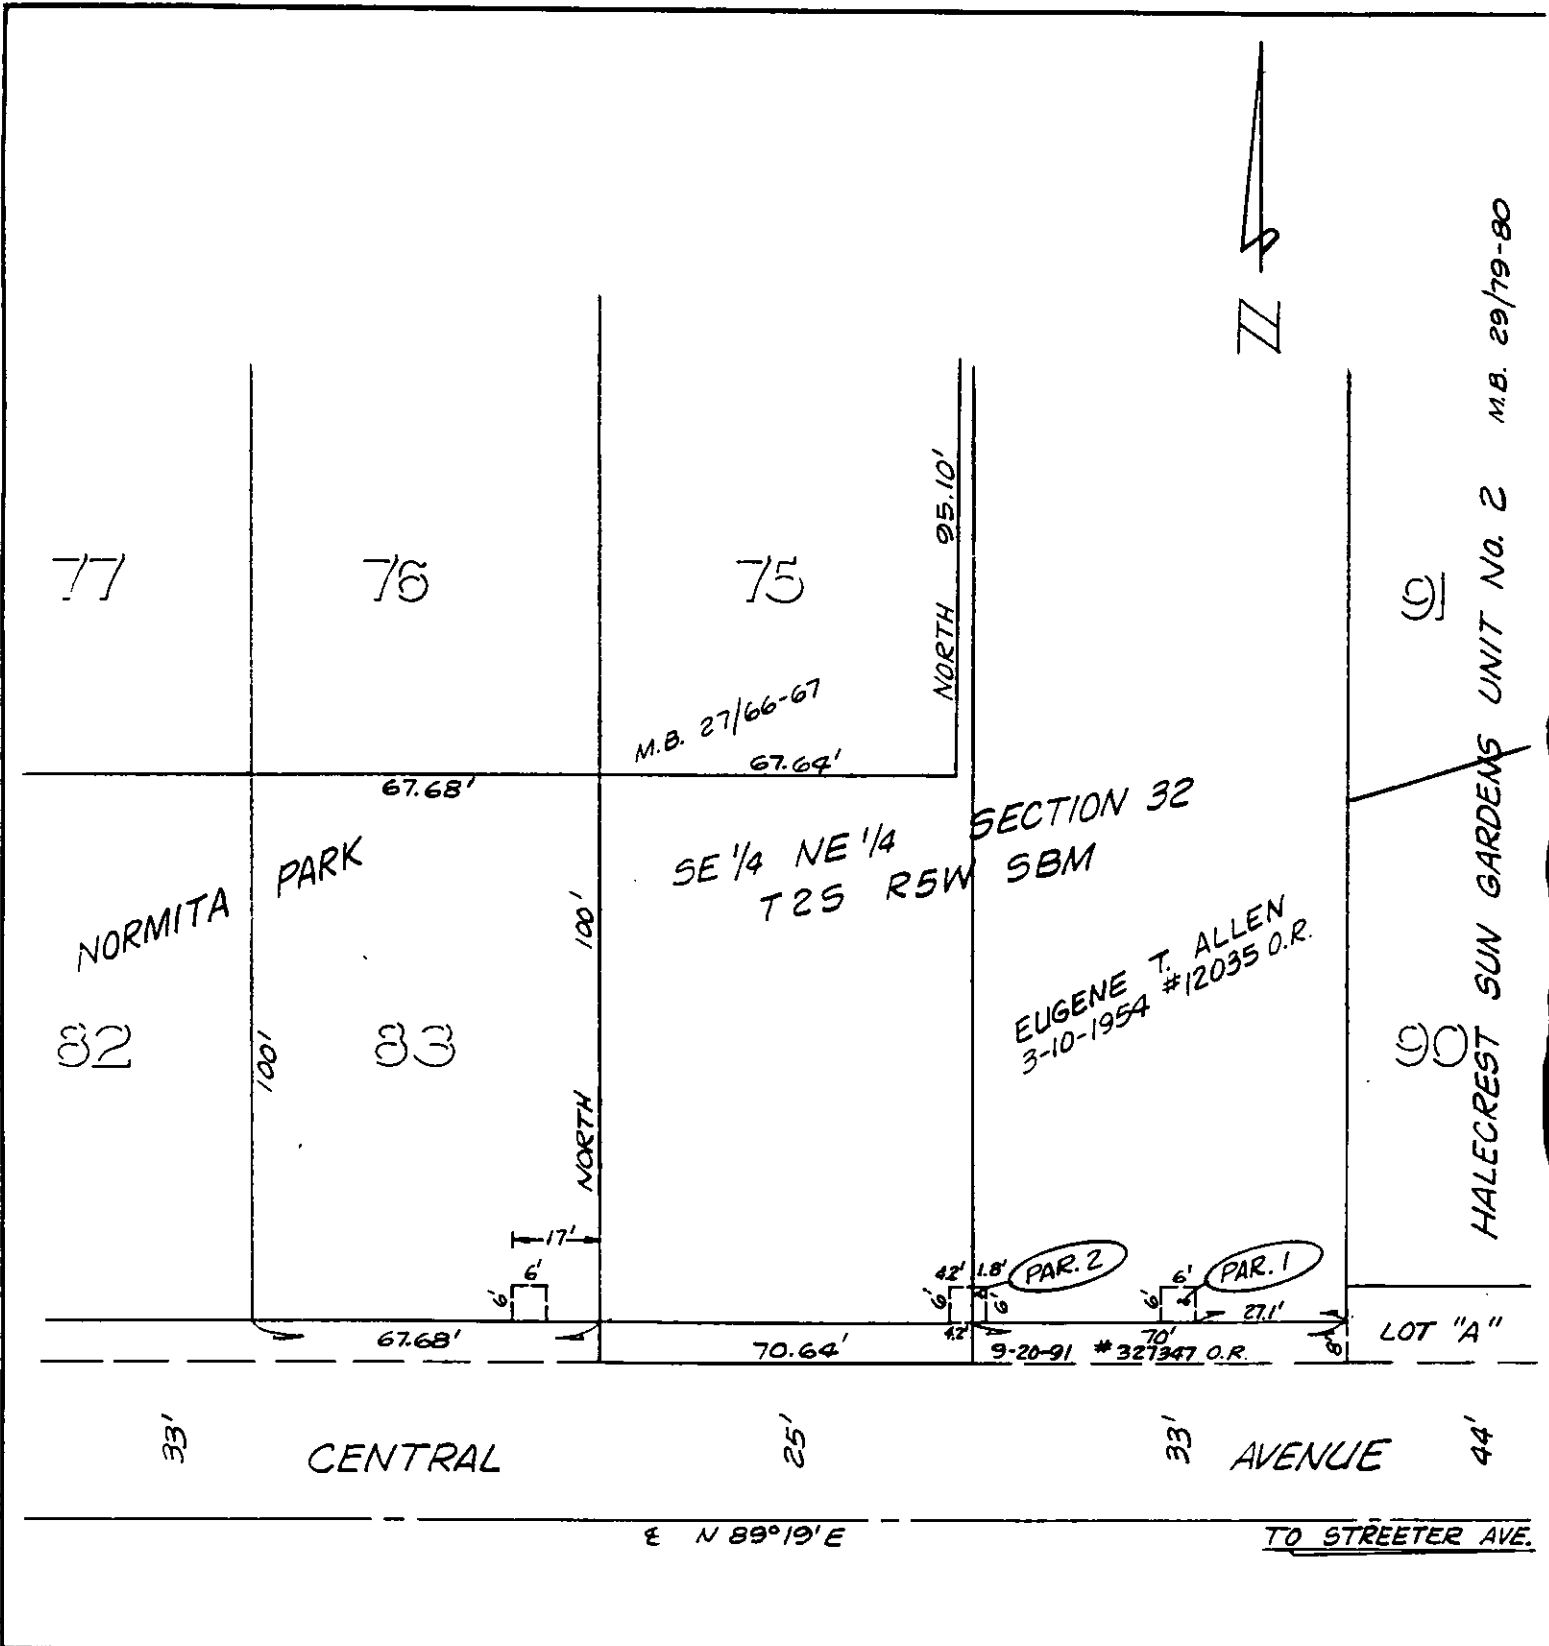 N
M.B. 29/79-80
HALECREST SUN GARDENS UNIT No. 2
NORTH 95.10'
77
76
75
91
M.B. 27/66-67
67.68'
67.64'
SE 1/4 NE 1/4 SECTION 32
T2S R5W SBM
NORMITA PARK
NORTH 100'
EUGENE T. ALLEN
3-10-1954 #12035 O.R.
82
100'
83
90
17'
6'
6'
4.2' 1.8'
PAR. 2
6'
6'
6'
PAR. 1
6'
27.1'
67.68'
4.2'
70'
8'
LOT "A"
70.64'
9-20-91 #327347 O.R.
33'
CENTRAL
25'
33'
AVENUE
44'
℄ N 89°19' E
TO STREETER AVE.